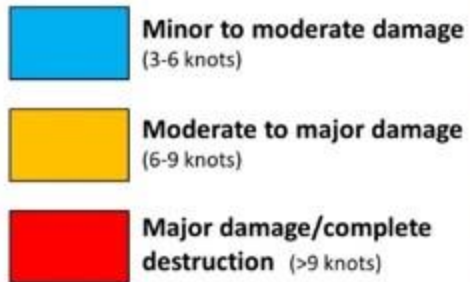 Minor to moderate damage
(3-6 knots)
Moderate to major damage
(6-9 knots)
Major damage/complete
destruction (>9 knots)